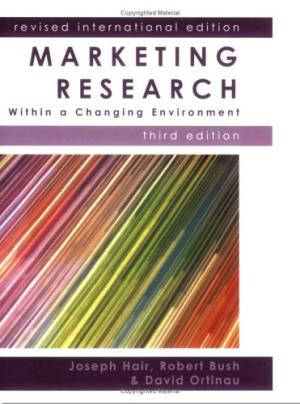 Copyrighted Material
revised international edition
MARKETING
RESEARCH
Within a Changing Environment
third edition
Joseph Hair, Robert Bush
& David Ortinau
Copyrighted Material